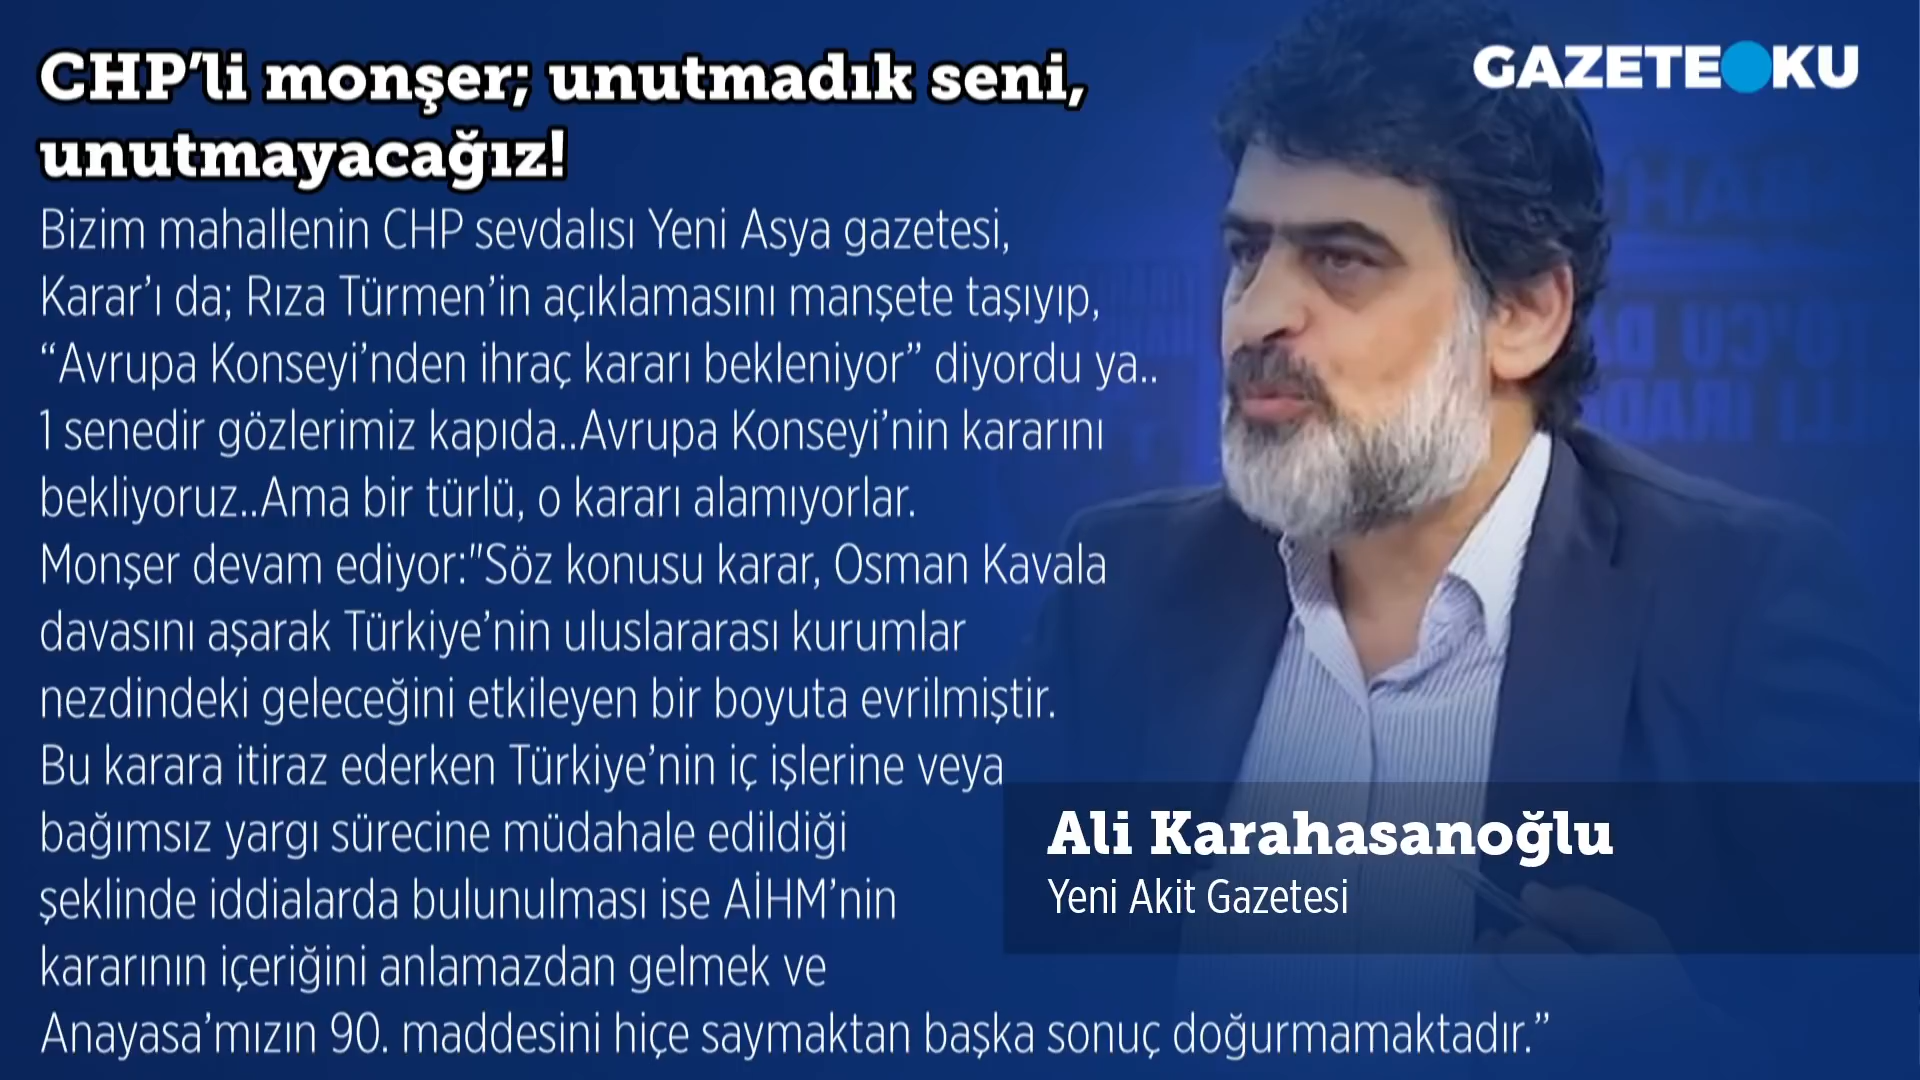 CHP’li monşer; unutmadık seni,
unutmayacağız!
GAZETE OKU
Bizim mahallenin CHP sevdalısı Yeni Asya gazetesi,
Karar’ı da; Rıza Türmen’in açıklamasını manşete taşıyıp,
“Avrupa Konseyi’nden ihraç kararı bekleniyor” diyordu ya..
1 senedir gözlerimiz kapıda..Avrupa Konseyi’nin kararını
bekliyoruz..Ama bir türlü, o kararı alamıyorlar.
Monşer devam ediyor:"Söz konusu karar, Osman Kavala
davasını aşarak Türkiye’nin uluslararası kurumlar
nezdindeki geleceğini etkileyen bir boyuta evrilmiştir.
Bu karara itiraz ederken Türkiye’nin iç işlerine veya
bağımsız yargı sürecine müdahale edildiği
şeklinde iddialarda bulunulması ise AİHM’nin
kararının içeriğini anlamazdan gelmek ve
Anayasa’mızın 90. maddesini hiçe saymaktan başka sonuç doğurmamaktadır.”
Ali Karahasanoğlu
Yeni Akit Gazetesi